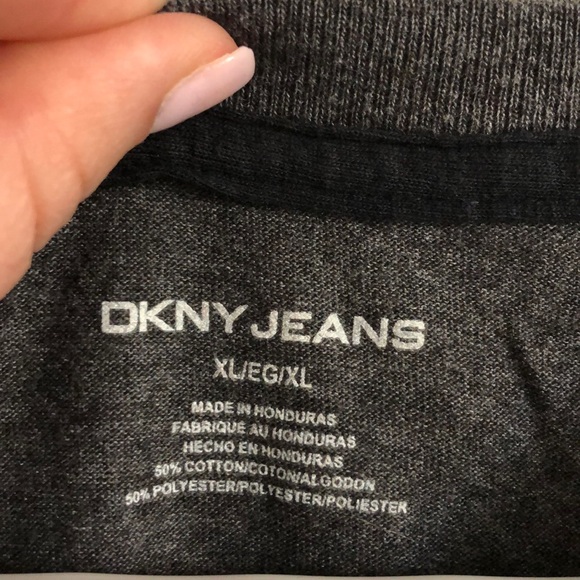 DKNY JEANS
XL/EG/XL
MADE IN HONDURAS
FABRIQUE AU HONDURAS
HECHO EN HONDURAS
50% COTTON/COTON/ALGODON
50% POLYESTER/POLYESTER/POLIESTER